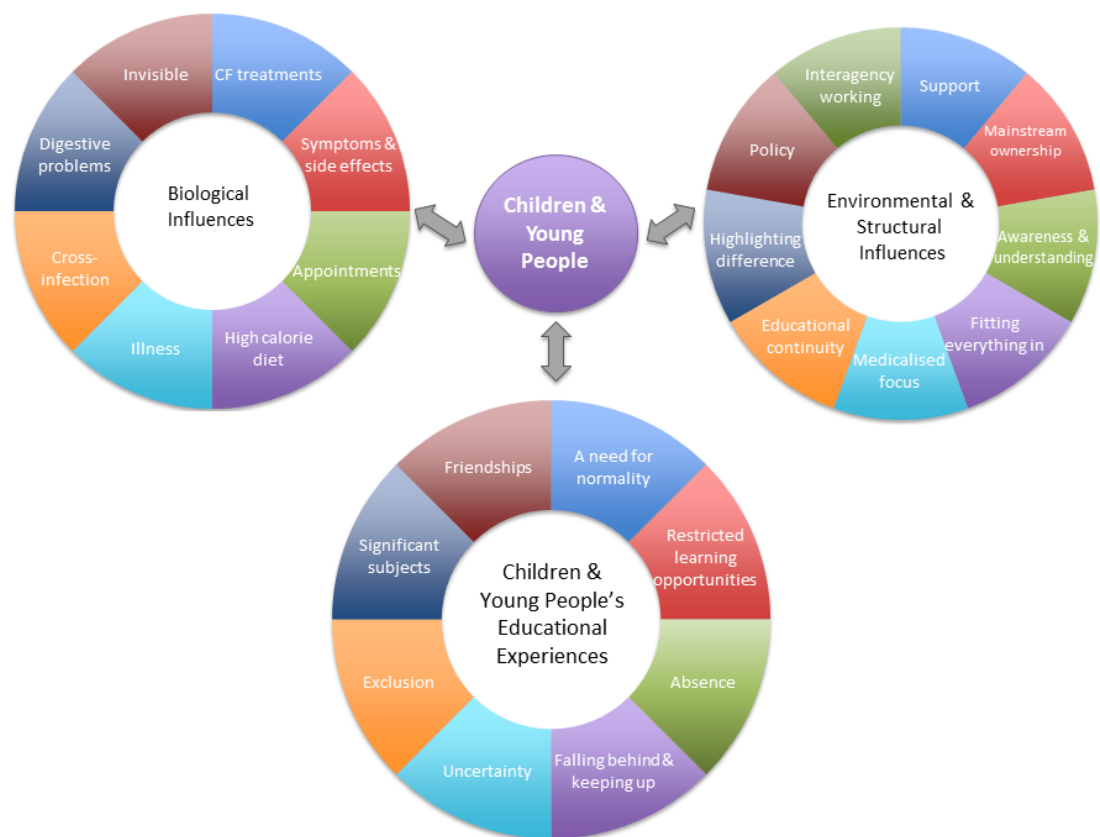 Invisible
CF treatments
Symptoms &
side effects
Appointments
High calorie
diet
Illness
Cross-
infection
Digestive
problems
Biological
Influences
Children &
Young
People
Interagency
working
Support
Mainstream
ownership
Awareness &
understanding
Fitting
everything in
Medicalised
focus
Educational
continuity
Highlighting
difference
Policy
Environmental &
Structural
Influences
Friendships
A need for
normality
Restricted
learning
opportunities
Absence
Falling behind &
keeping up
Uncertainty
Exclusion
Significant
subjects
Children &
Young People’s
Educational
Experiences